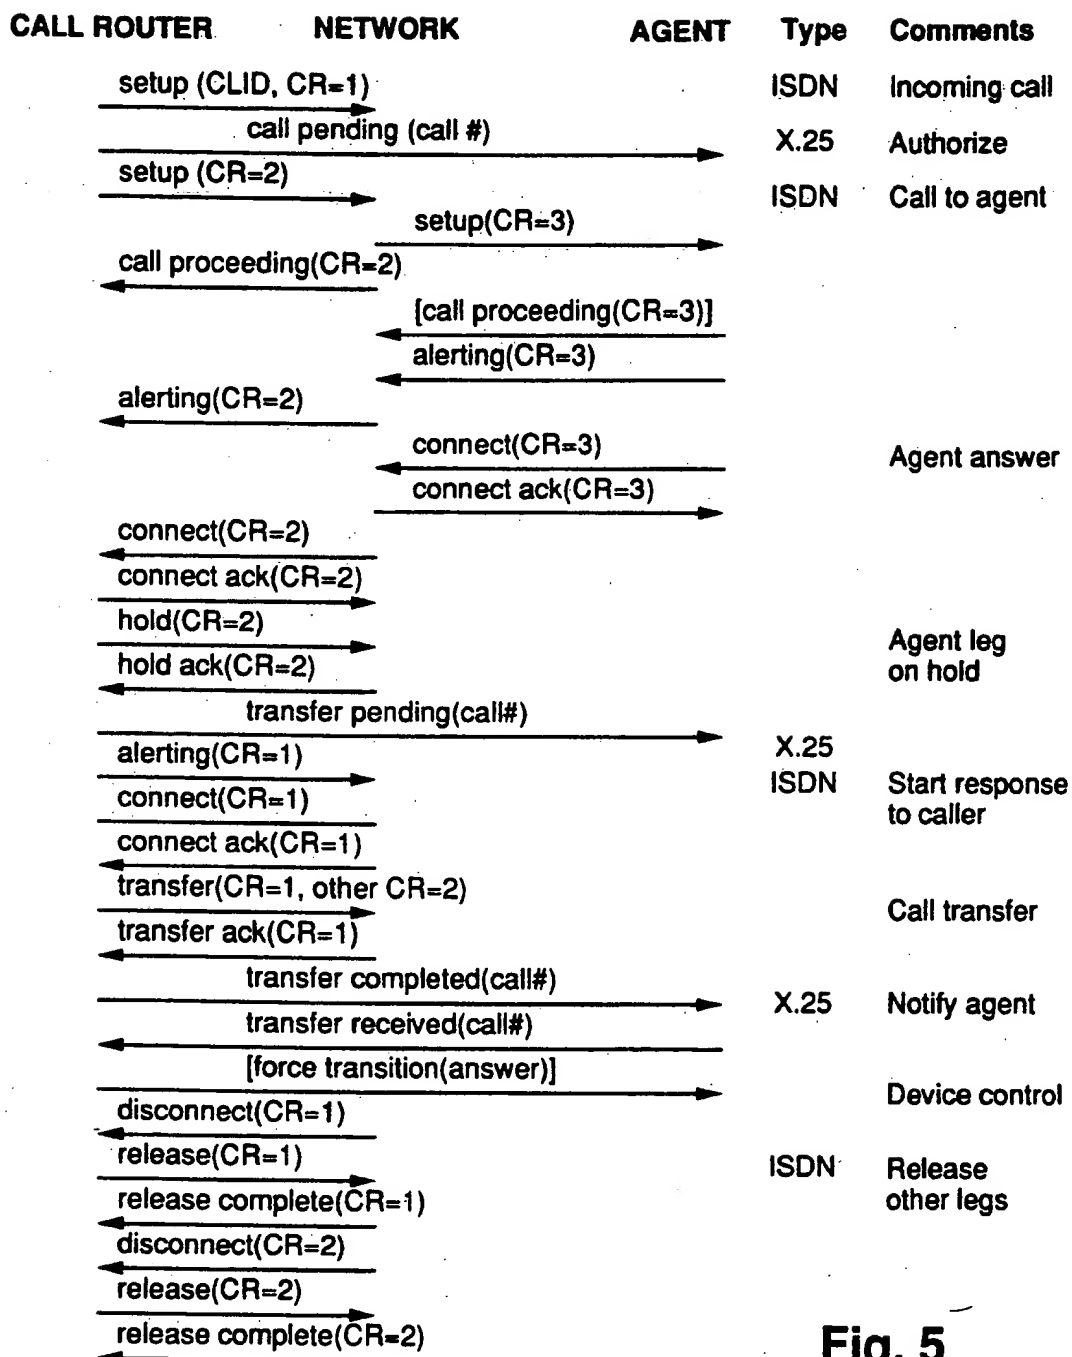 CALL ROUTER NETWORK AGENT Type Comments
setup (CLID, CR=1) ISDN Incoming call
call pending (call #) X.25 Authorize
setup (CR=2) ISDN Call to agent
setup(CR=3)
call proceeding(CR=2)
[call proceeding(CR=3)]
alerting(CR=3)
alerting(CR=2)
connect(CR=3) Agent answer
connect ack(CR=3)
connect(CR=2)
connect ack(CR=2)
hold(CR=2) Agent leg
hold ack(CR=2) on hold
transfer pending(call#) X.25
alerting(CR=1) ISDN Start response
connect(CR=1) to caller
connect ack(CR=1)
transfer(CR=1, other CR=2) Call transfer
transfer ack(CR=1)
transfer completed(call#) X.25 Notify agent
transfer received(call#)
[force transition(answer)] Device control
disconnect(CR=1)
release(CR=1) ISDN Release
release complete(CR=1) other legs
disconnect(CR=2)
release(CR=2)
release complete(CR=2)
Fig. 5